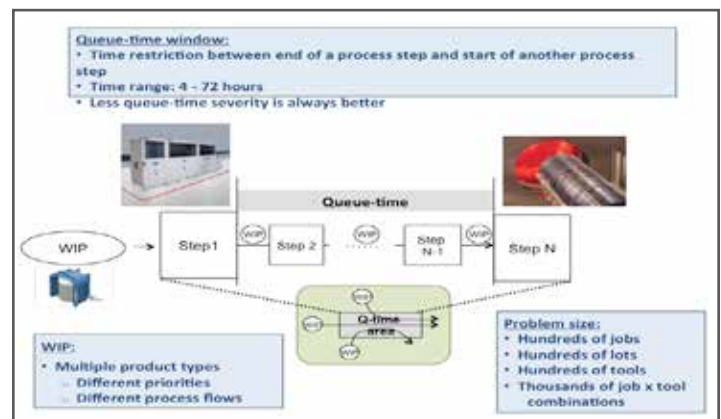 Queue-time window:
• Time restriction between end of a process step and start of another process
step
• Time range: 4 - 72 hours
• Less queue-time severity is always better
Queue-time
WIP
Step1
WIP
Step 2
WIP
Step
N-1
WIP
Step N
WIP
WIP
WIP
Q-time
area
WIP:
• Multiple product types
Different priorities
Different process flows
Problem size:
• Hundreds of jobs
• Hundreds of lots
• Hundreds of tools
• Thousands of job x tool
combinations